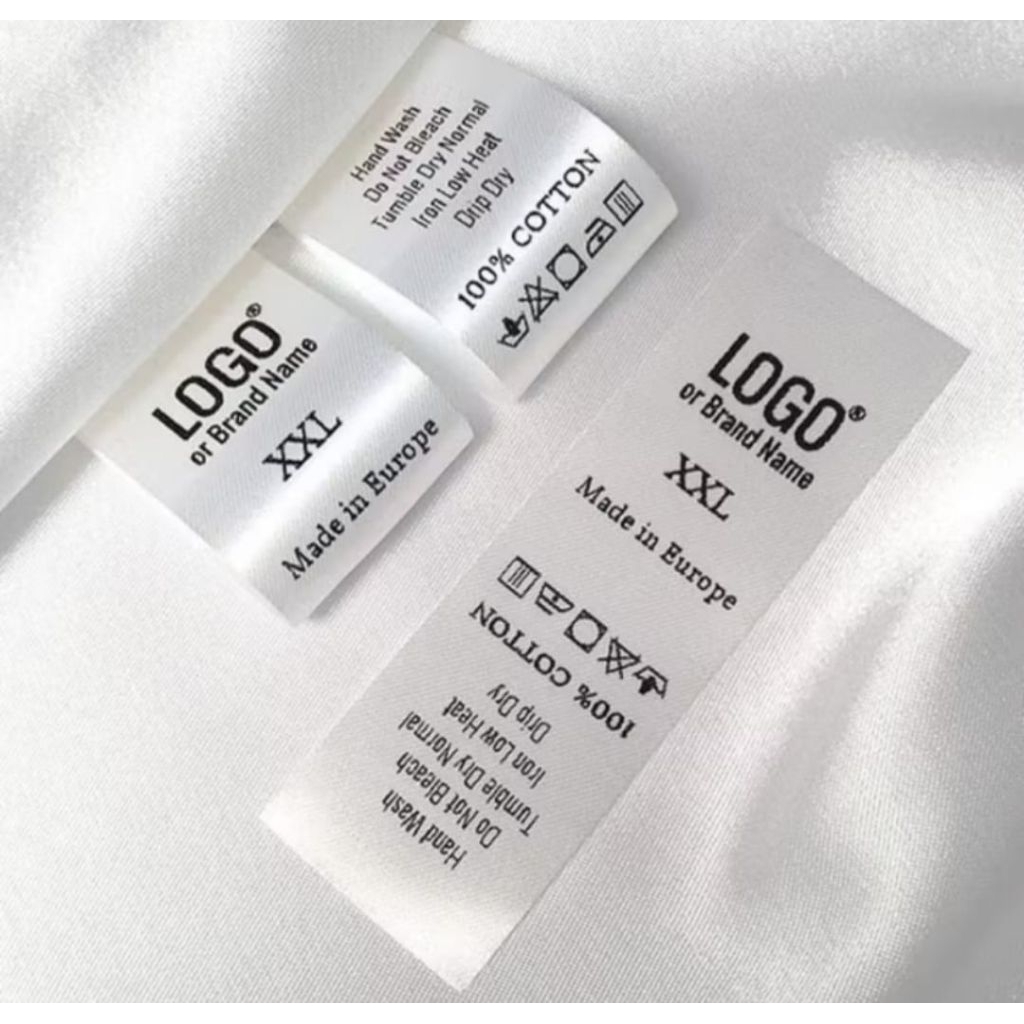 Hand Wash
Do Not Bleach
Tumble Dry Normal
Iron Low Heat
Drip Dry
100% COTTON
LOGO®
or Brand Name
XXL
Made in Europe
LOGO®
or Brand Name
XXL
Made in Europe
Hand Wash
Do Not Bleach
Tumble Dry Normal
Iron Low Heat
Drip Dry
100% COTTON